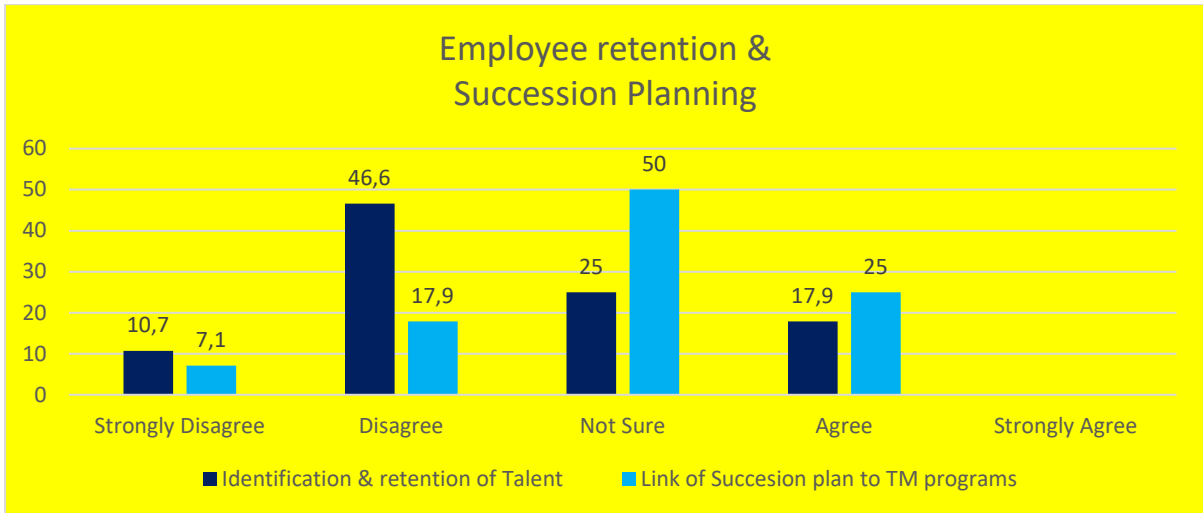 Employee retention &
Succession Planning
60
50
40
30
20
10
0
10,7
7,1
46,6
17,9
25
50
17,9
25
Strongly Disagree
Disagree
Not Sure
Agree
Strongly Agree
Identification & retention of Talent
Link of Succesion plan to TM programs